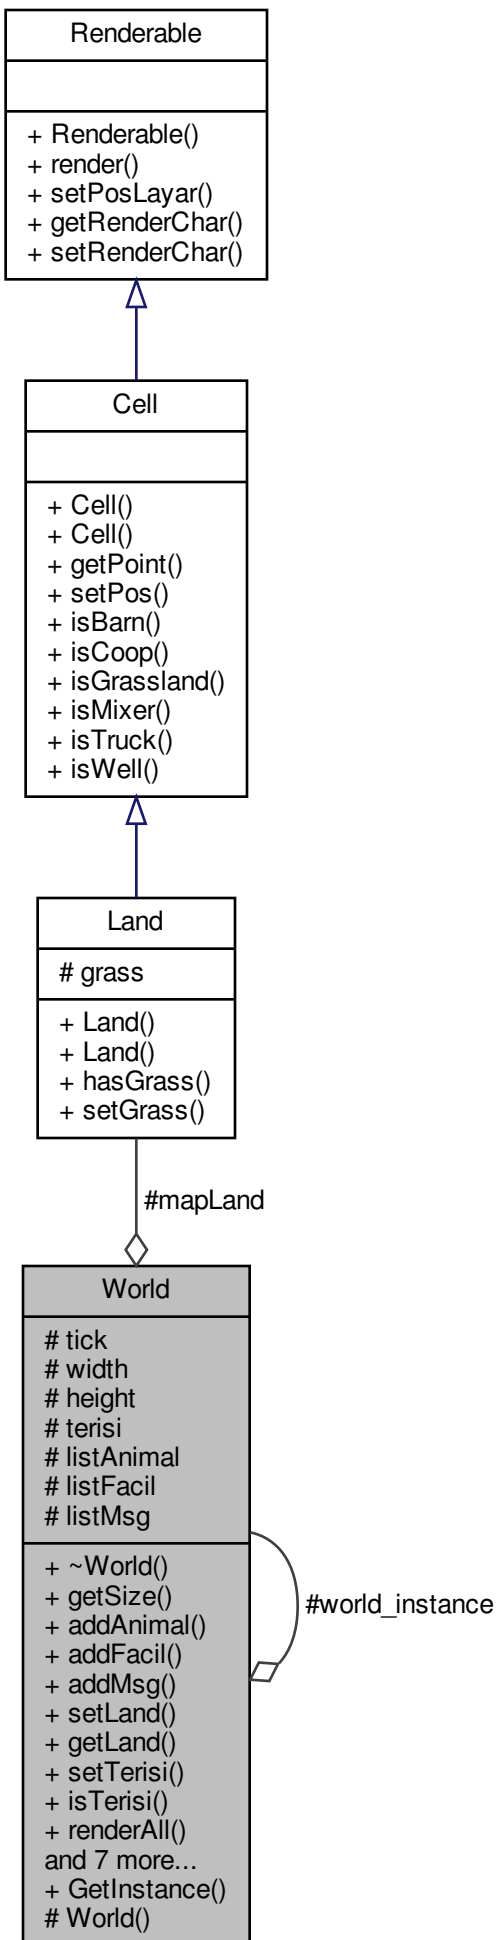 Renderable
+ Renderable()
+ render()
+ setPosLayar()
+ getRenderChar()
+ setRenderChar()
Cell
+ Cell()
+ Cell()
+ getPoint()
+ setPos()
+ isBarn()
+ isCoop()
+ isGrassland()
+ isMixer()
+ isTruck()
+ isWell()
Land
# grass
+ Land()
+ Land()
+ hasGrass()
+ setGrass()
#mapLand
World
# tick
# width
# height
# terisi
# listAnimal
# listFacil
# listMsg
+ ~World()
+ getSize()
+ addAnimal()
+ addFacil()
+ addMsg()
+ setLand()
+ getLand()
+ setTerisi()
+ isTerisi()
+ renderAll()
and 7 more...
+ GetInstance()
# World()
#world_instance